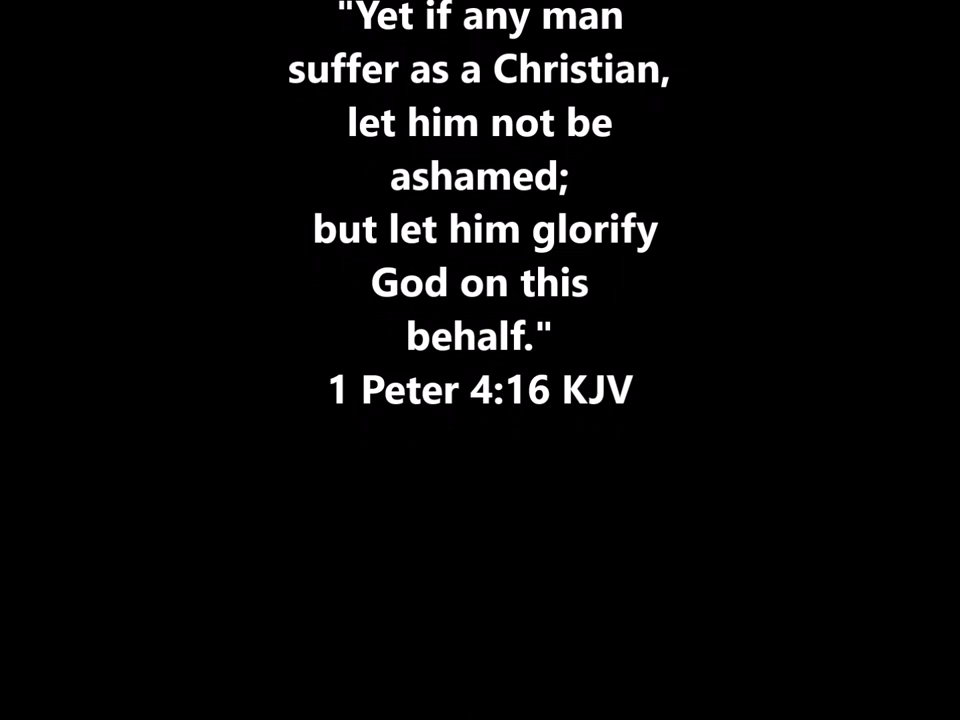 "Yet if any man
suffer as a Christian,
let him not be
ashamed;
but let him glorify
God on this
behalf."
1 Peter 4:16 KJV